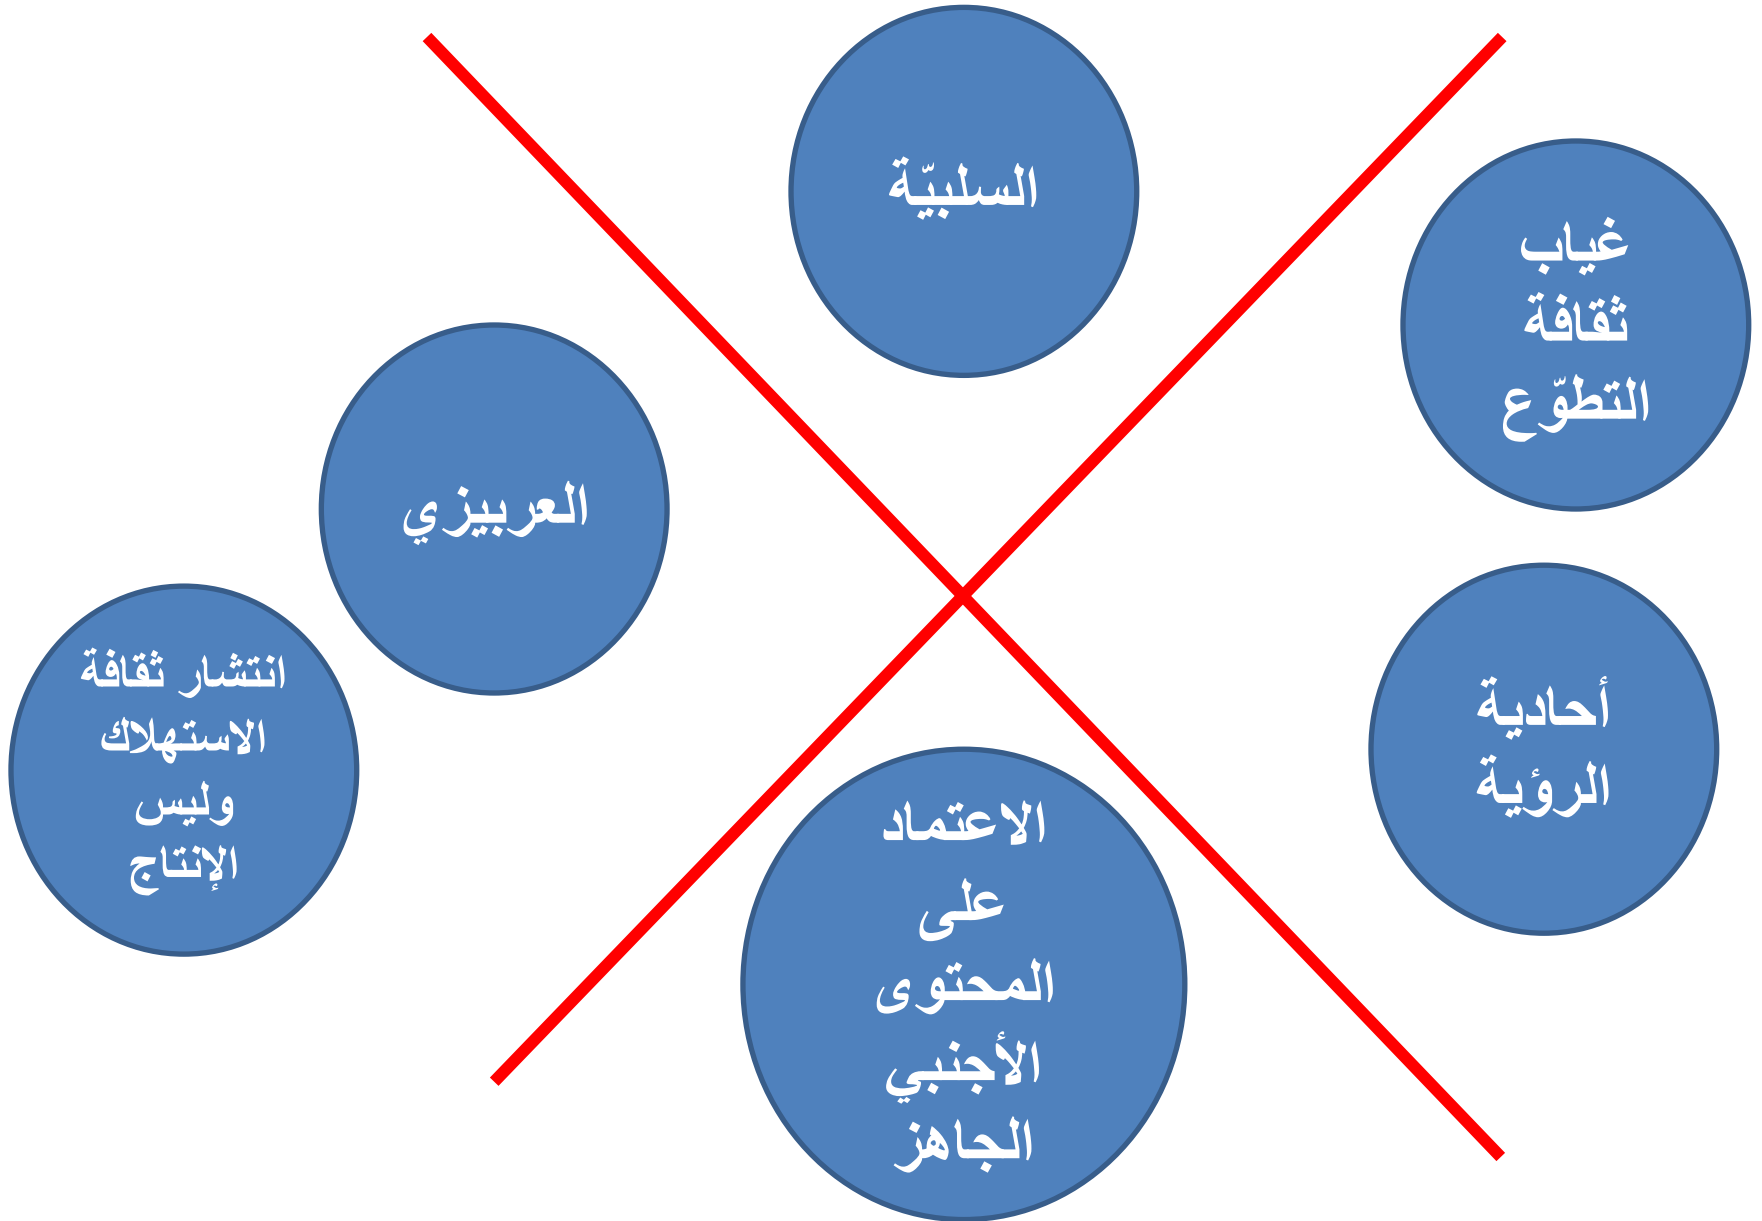 السلبيّة
غياب
ثقافة
التطوّع
العربيزي
أحادية
الرؤية
انتشار ثقافة
الاستهلاك
وليس
الإنتاج
الاعتماد
على
المحتوى
الأجنبي
الجاهز